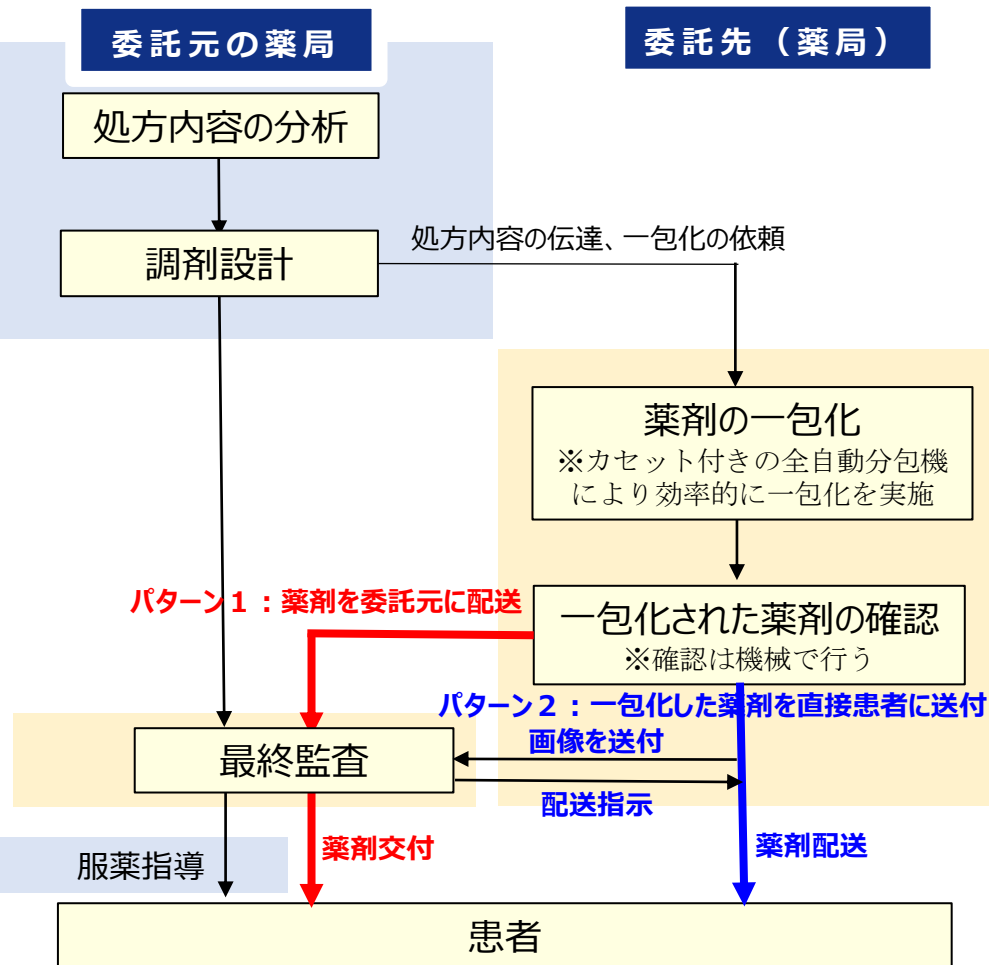 委託元の薬局
委託先（薬局）
処方内容の分析
調剤設計
処方内容の伝達、一包化の依頼
薬剤の一包化
※カセット付きの全自動分包機
により効率的に一包化を実施
パターン１：薬剤を委託元に配送
一包化された薬剤の確認
※確認は機械で行う
パターン２：一包化した薬剤を直接患者に送付
画像を送付
最終監査
配送指示
薬剤交付
薬剤配送
服薬指導
患者